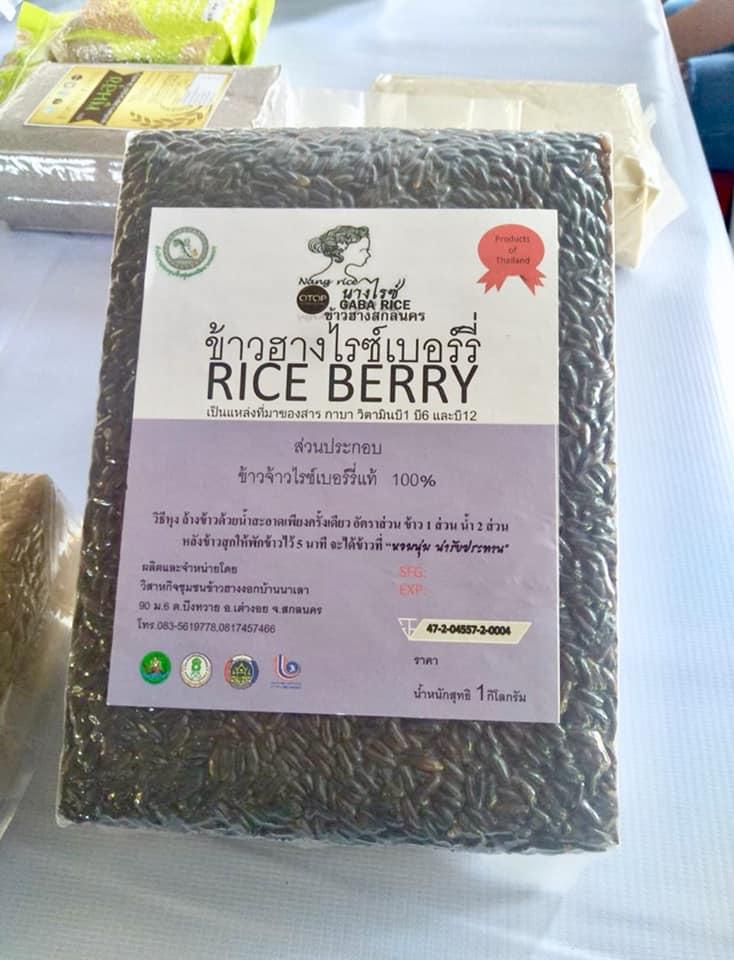 Products
of
Thailand
Nang rice
OTOP
นางไรซ์
GABA RICE
ข้าวฮางสกลนคร
ข้าวฮางไรซ์เบอร์รี่
RICE BERRY
เป็นแหล่งที่มาของสาร กาบา วิตามินบี1 บี6 และบี12
ส่วนประกอบ
ข้าวจ้าวไรซ์เบอร์รี่แท้ 100%
วิธีหุง ล้างข้าวด้วยน้ำสะอาดเพียงครั้งเดียว อัตราส่วน ข้าว 1 ส่วน น้ำ 2 ส่วน
หลังข้าวสุกให้พักข้าวไว้ 5 นาที จะได้ข้าวที่ "หอมนุ่ม น่ารับประทาน"
ผลิตและจำหน่ายโดย
วิสาหกิจชุมชนข้าวฮางงอกบ้านนาเดา
90 ม.6 ต.บึงทวาย อ.เต่างอย จ.สกลนคร
โทร.083-5619778,0817457466
SFG:
EXP:
47-2-04557-2-0004
ราคา
น้ำหนักสุทธิ 1 กิโลกรัม